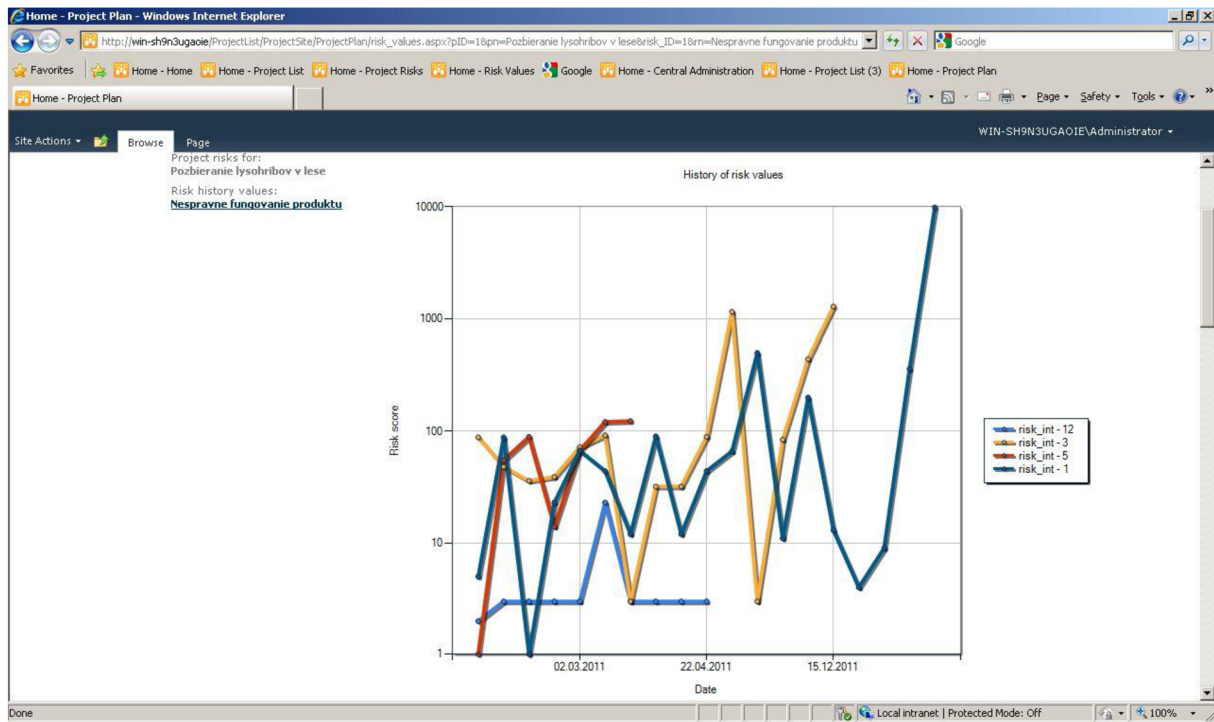 Home - Project Plan - Windows Internet Explorer
http://win-sh9n3ugaoie/ProjectList/ProjectSite/ProjectPlan/risk_values.aspx?pID=1&pn=Pozbieranie lysohribov v lese&risk_ID=1&rn=Nespravne fungovanie produktu
Google
Favorites Home - Home Home - Project List Home - Project Risks Home - Risk Values Google Home - Central Administration Home - Project List (3) Home - Project Plan
Home - Project Plan
Page Safety Tools
WIN-SH9N3UGAOIE\Administrator
Site Actions Browse Page
Project risks for:
Pozbieranie lysohribov v lese
Risk history values:
Nespravne fungovanie produktu
History of risk values
10000
1000
100
10
1
Risk score
02.03.2011 22.04.2011 15.12.2011
Date
risk_int - 12
risk_int - 3
risk_int - 5
risk_int - 1
Done
Local intranet | Protected Mode: Off
100%